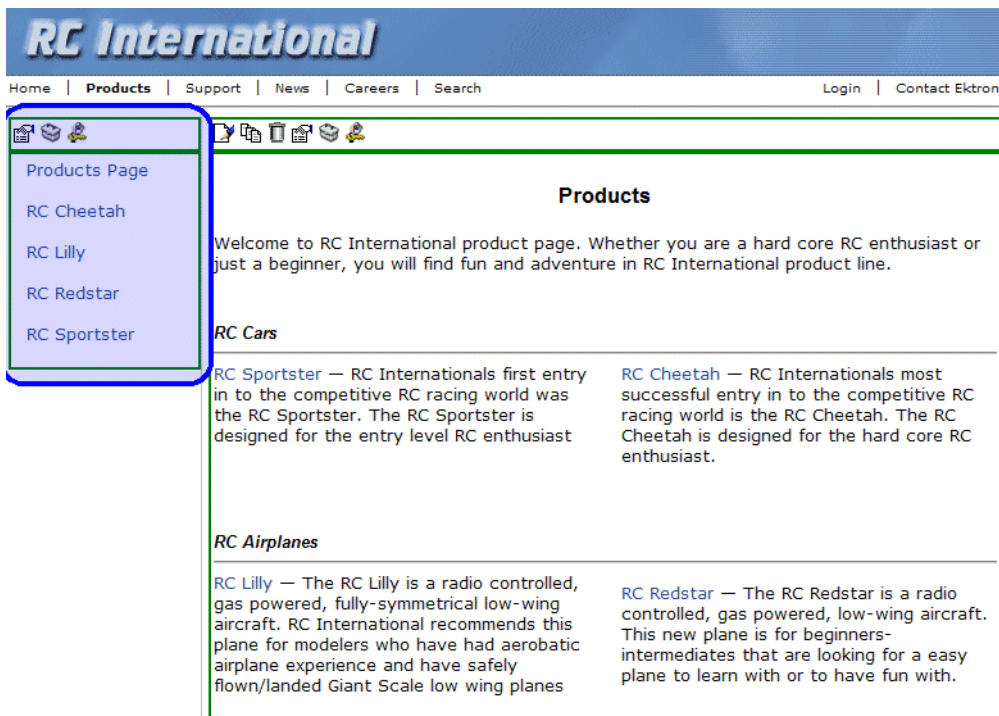 RC International
Home | Products | Support | News | Careers | Search Login | Contact Ektron
Products Page
RC Cheetah
RC Lilly
RC Redstar
RC Sportster
Products
Welcome to RC International product page. Whether you are a hard core RC enthusiast or
just a beginner, you will find fun and adventure in RC International product line.
RC Cars
RC Sportster — RC Internationals first entry
in to the competitive RC racing world was
the RC Sportster. The RC Sportster is
designed for the entry level RC enthusiast
RC Cheetah — RC Internationals most
successful entry in to the competitive RC
racing world is the RC Cheetah. The RC
Cheetah is designed for the hard core RC
enthusiast.
RC Airplanes
RC Lilly — The RC Lilly is a radio controlled,
gas powered, fully-symmetrical low-wing
aircraft. RC International recommends this
plane for modelers who have had aerobatic
airplane experience and have safely
flown/landed Giant Scale low wing planes
RC Redstar — The RC Redstar is a radio
controlled, gas powered, low-wing aircraft.
This new plane is for beginners-
intermediates that are looking for a easy
plane to learn with or to have fun with.